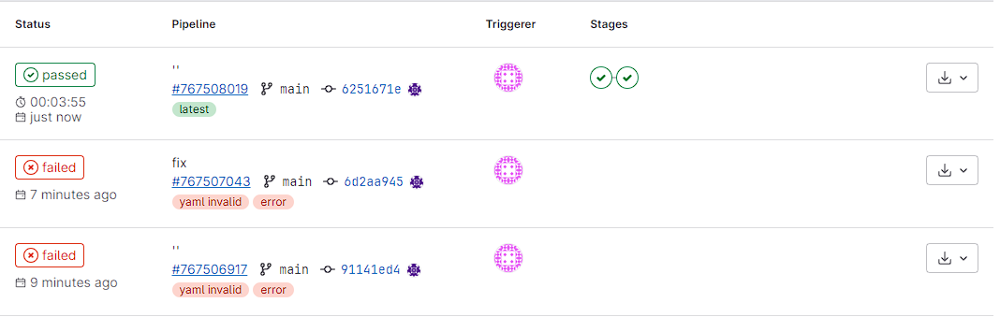 Status Pipeline Triggerer Stages
passed
''
#767508019 main 6251671e
00:03:55
latest
just now
failed
fix
#767507043 main 6d2aa945
7 minutes ago
yaml invalid error
failed
''
#767506917 main 91141ed4
9 minutes ago
yaml invalid error